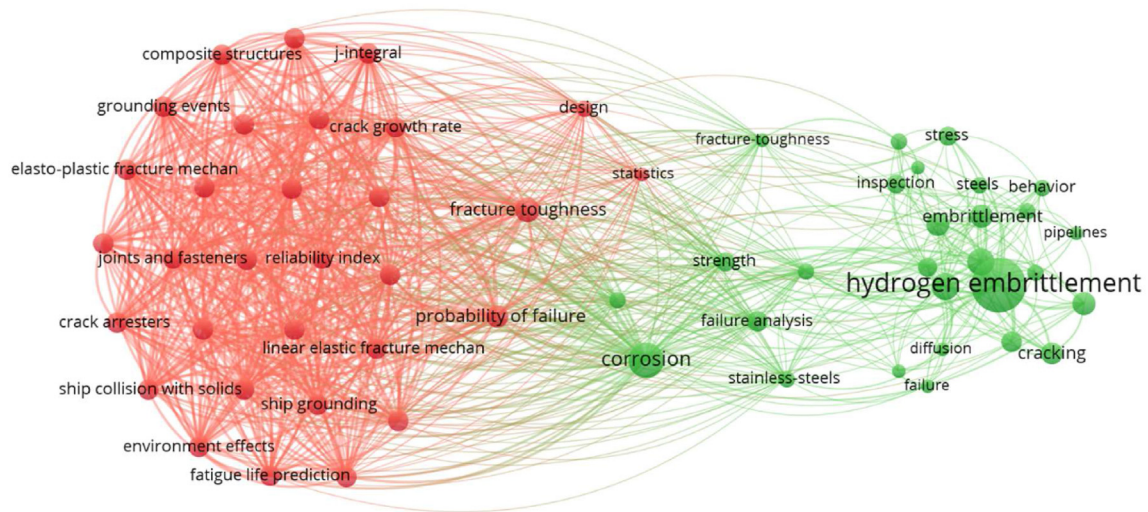 composite structures
j-integral
grounding events
crack growth rate
design
elasto-plastic fracture mechan
statistics
fracture toughness
joints and fasteners
reliability index
crack arresters
probability of failure
linear elastic fracture mechan
ship collision with solids
ship grounding
environment effects
fatigue life prediction
fracture-toughness
stress
inspection
steels
behavior
embrittlement
pipelines
strength
hydrogen embrittlement
failure analysis
corrosion
diffusion
cracking
stainless-steels
failure